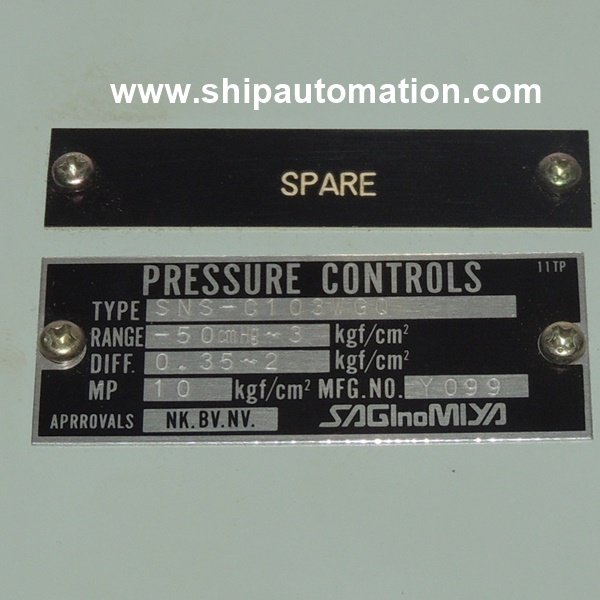 www.shipautomation.com
SPARE
PRESSURE CONTROLS 11TP
TYPE SNS-C103WGQ
RANGE -50cmHg~3 kgf/cm²
DIFF. 0.35~2 kgf/cm²
MP 10 kgf/cm² MFG.NO. Y099
APRROVALS NK.BV.NV. SAGInoMIYA